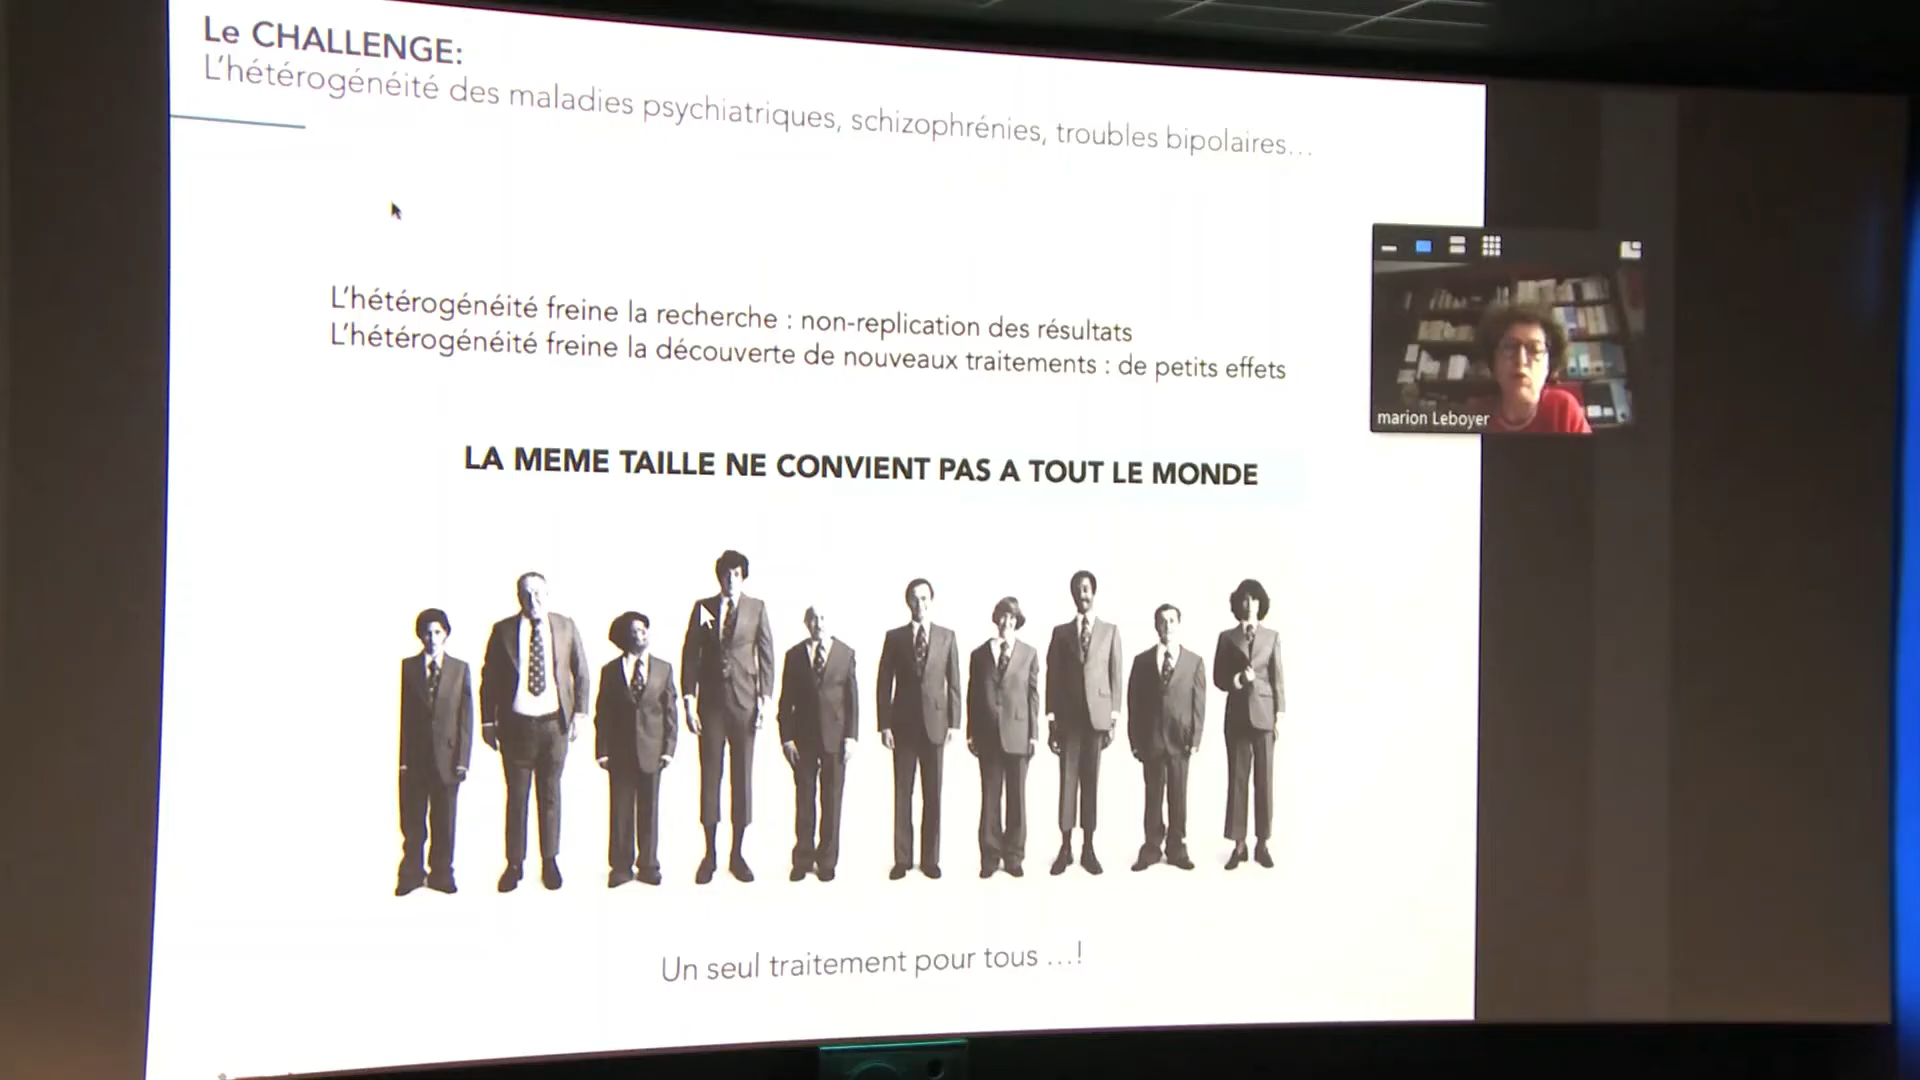 Le CHALLENGE:
L'hétérogénéité des maladies psychiatriques, schizophrénies, troubles bipolaires...
L'hétérogénéité freine la recherche : non-replication des résultats
L'hétérogénéité freine la découverte de nouveaux traitements : de petits effets
marion Leboyer
LA MEME TAILLE NE CONVIENT PAS A TOUT LE MONDE
Un seul traitement pour tous ...!